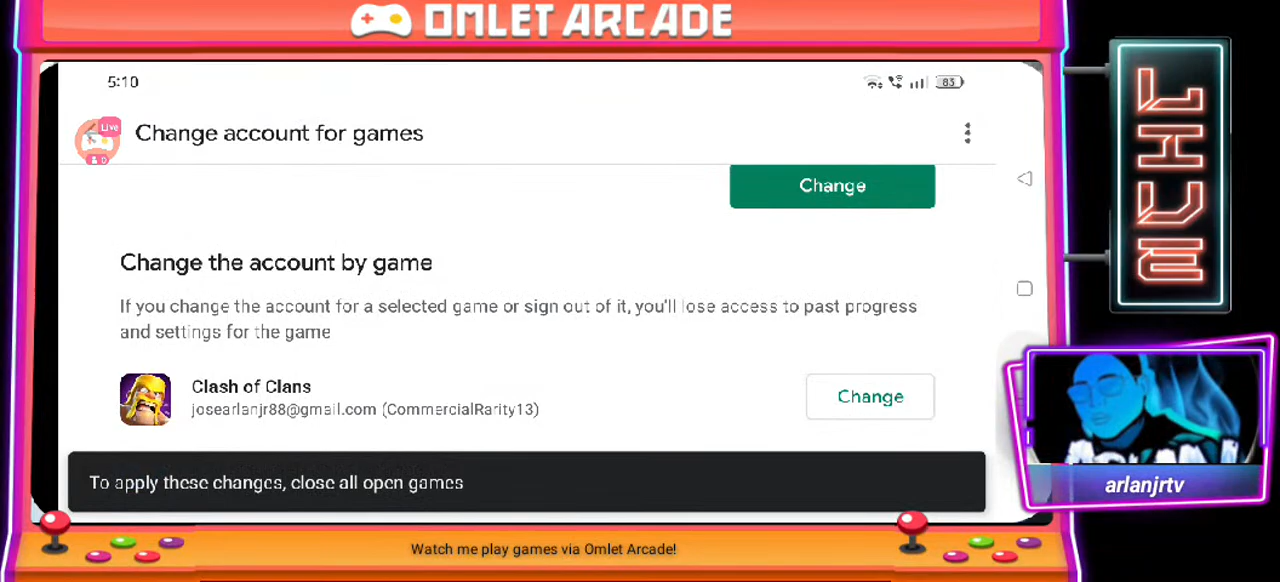 OMLET ARCADE
5:10
83
Live
0
Change account for games
Change
Change the account by game
If you change the account for a selected game or sign out of it, you'll lose access to past progress
and settings for the game
Clash of Clans
josearlanjr88@gmail.com (CommercialRarity13)
Change
To apply these changes, close all open games
LIVE
arlanjrtv
Watch me play games via Omlet Arcade!